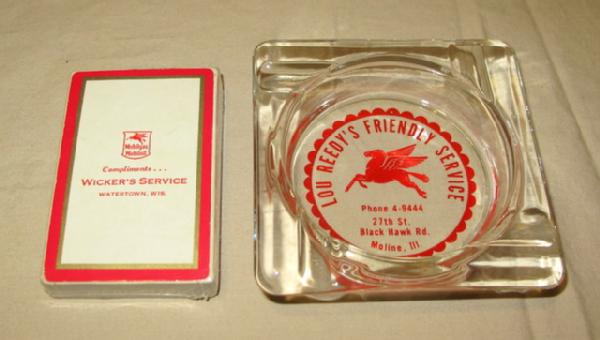 Mobilgas
Mobiloil
Compliments...
WICKER'S SERVICE
WATERTOWN, WIS.
LOU REEDY'S FRIENDLY SERVICE
Phone 4-9444
27th St.
Black Hawk Rd.
Moline, Ill